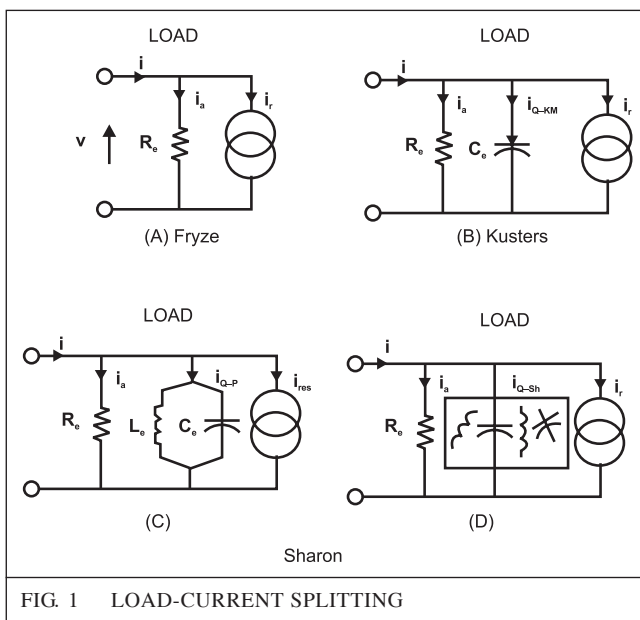 LOAD
i
i_a
i_r
v
R_e
(A) Fryze
LOAD
i
i_a
i_Q–KM
i_r
R_e
C_e
(B) Kusters
LOAD
i
i_a
i_Q–P
i_res
R_e
L_e
C_e
(C)
LOAD
i
i_a
i_Q–Sh
i_r
R_e
(D)
Sharon
FIG. 1 LOAD-CURRENT SPLITTING